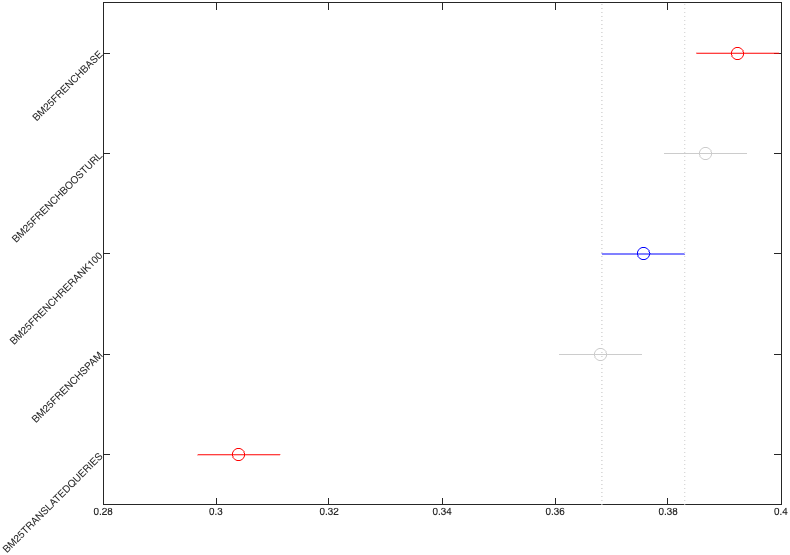 BM25FRENCHBASE
BM25FRENCHBOOSTURL
BM25FRENCHRERANK100
BM25FRENCHSPAM
BM25TRANSLATEDQUERIES
0.28 0.3 0.32 0.34 0.36 0.38 0.4